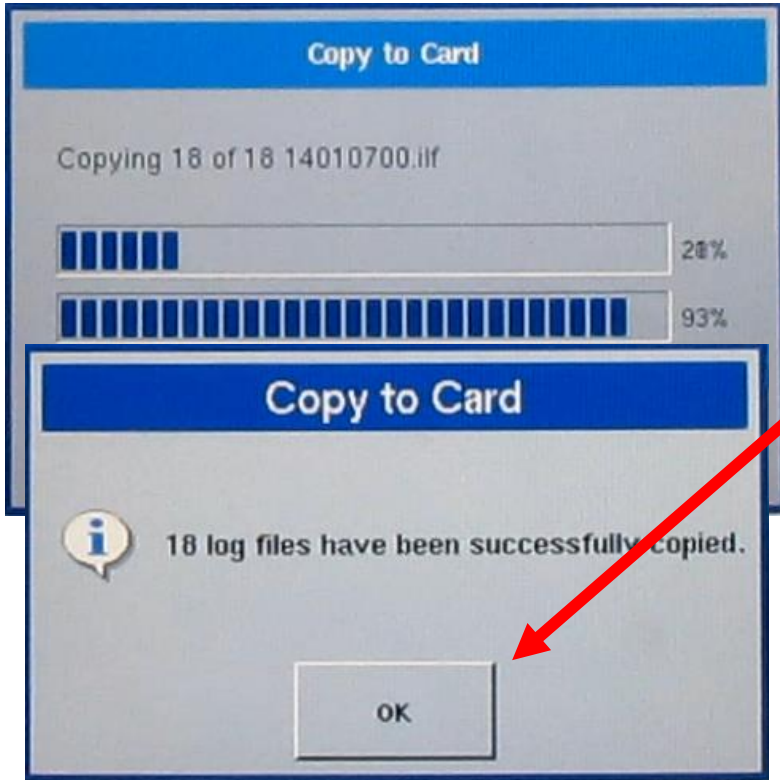 Copy to Card
Copying 18 of 18 14010700.ilf
93%
Copy to Card
18 log files have been successfully copied.
OK